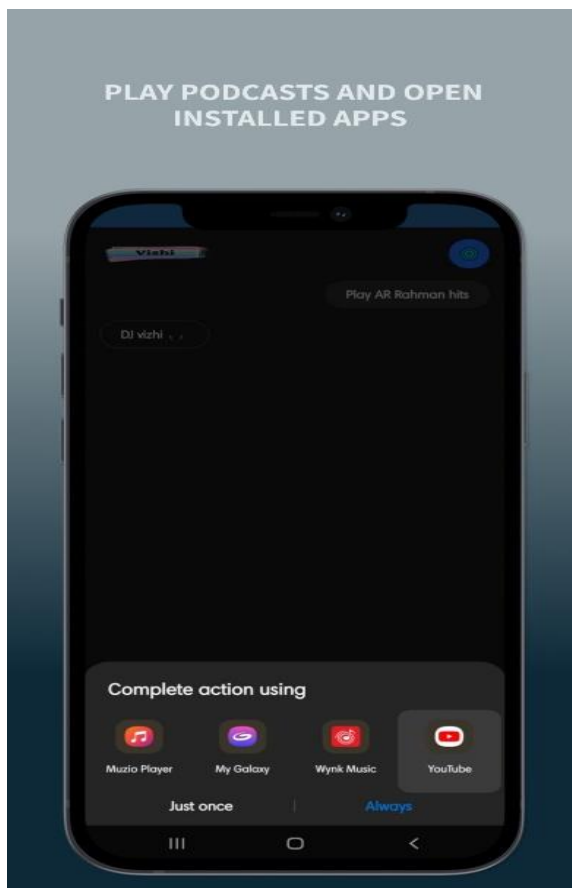 PLAY PODCASTS AND OPEN
INSTALLED APPS
Vizhi
Play AR Rahman hits
DJ vizhi
Complete action using
Muzio Player My Galaxy Wynk Music YouTube
Just once Always